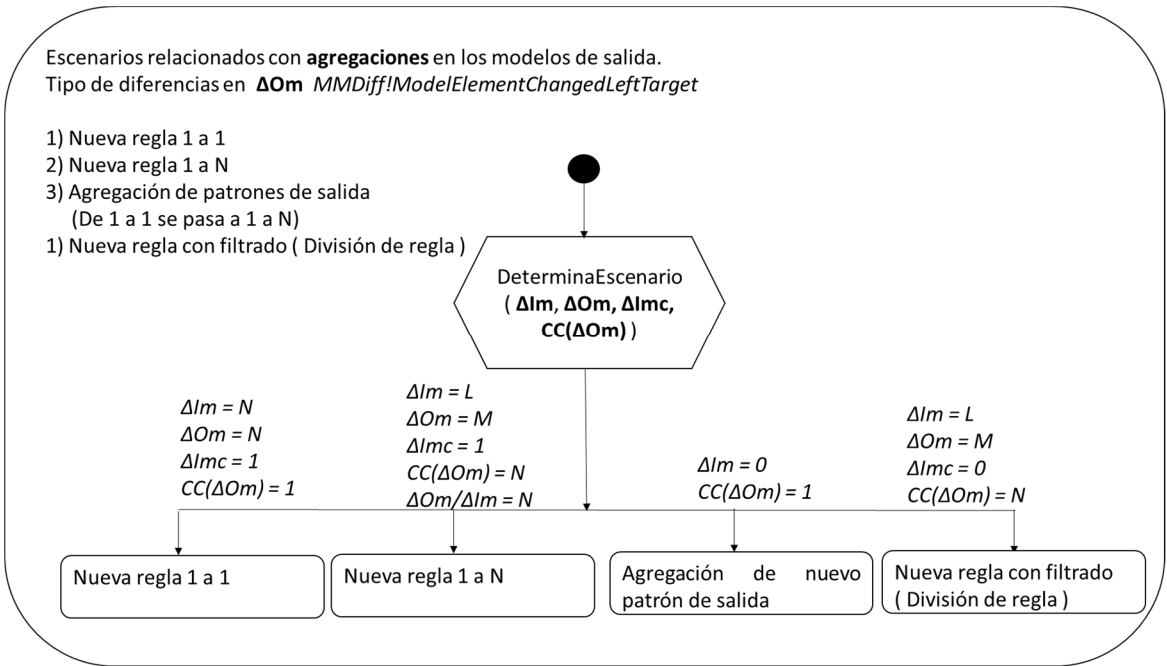 Escenarios relacionados con agregaciones en los modelos de salida.
Tipo de diferencias en ΔOm MMDiff!ModelElementChangedLeftTarget
1) Nueva regla 1 a 1
2) Nueva regla 1 a N
3) Agregación de patrones de salida
(De 1 a 1 se pasa a 1 a N)
1) Nueva regla con filtrado ( División de regla )
DeterminaEscenario
( ΔIm, ΔOm, ΔImc,
CC(ΔOm) )
ΔIm = N
ΔOm = N
ΔImc = 1
CC(ΔOm) = 1
ΔIm = L
ΔOm = M
ΔImc = 1
CC(ΔOm) = N
ΔOm/ΔIm = N
ΔIm = 0
CC(ΔOm) = 1
ΔIm = L
ΔOm = M
ΔImc = 0
CC(ΔOm) = N
Nueva regla 1 a 1
Nueva regla 1 a N
Agregación de nuevo
patrón de salida
Nueva regla con filtrado
( División de regla )